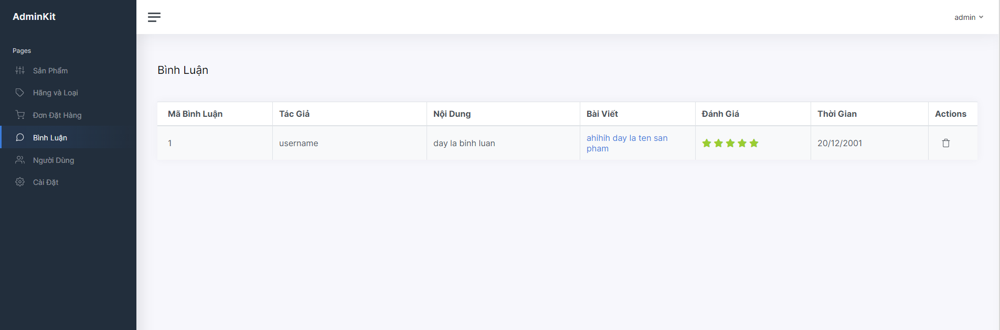 AdminKit
admin
Pages
Sản Phẩm
Hãng và Loại
Đơn Đặt Hàng
Bình Luận
Người Dùng
Cài Đặt
Bình Luận
Mã Bình Luận Tác Giả Nội Dung Bài Viết Đánh Giá Thời Gian Actions
1 username day la binh luan ahihih day la ten san 20/12/2001
pham